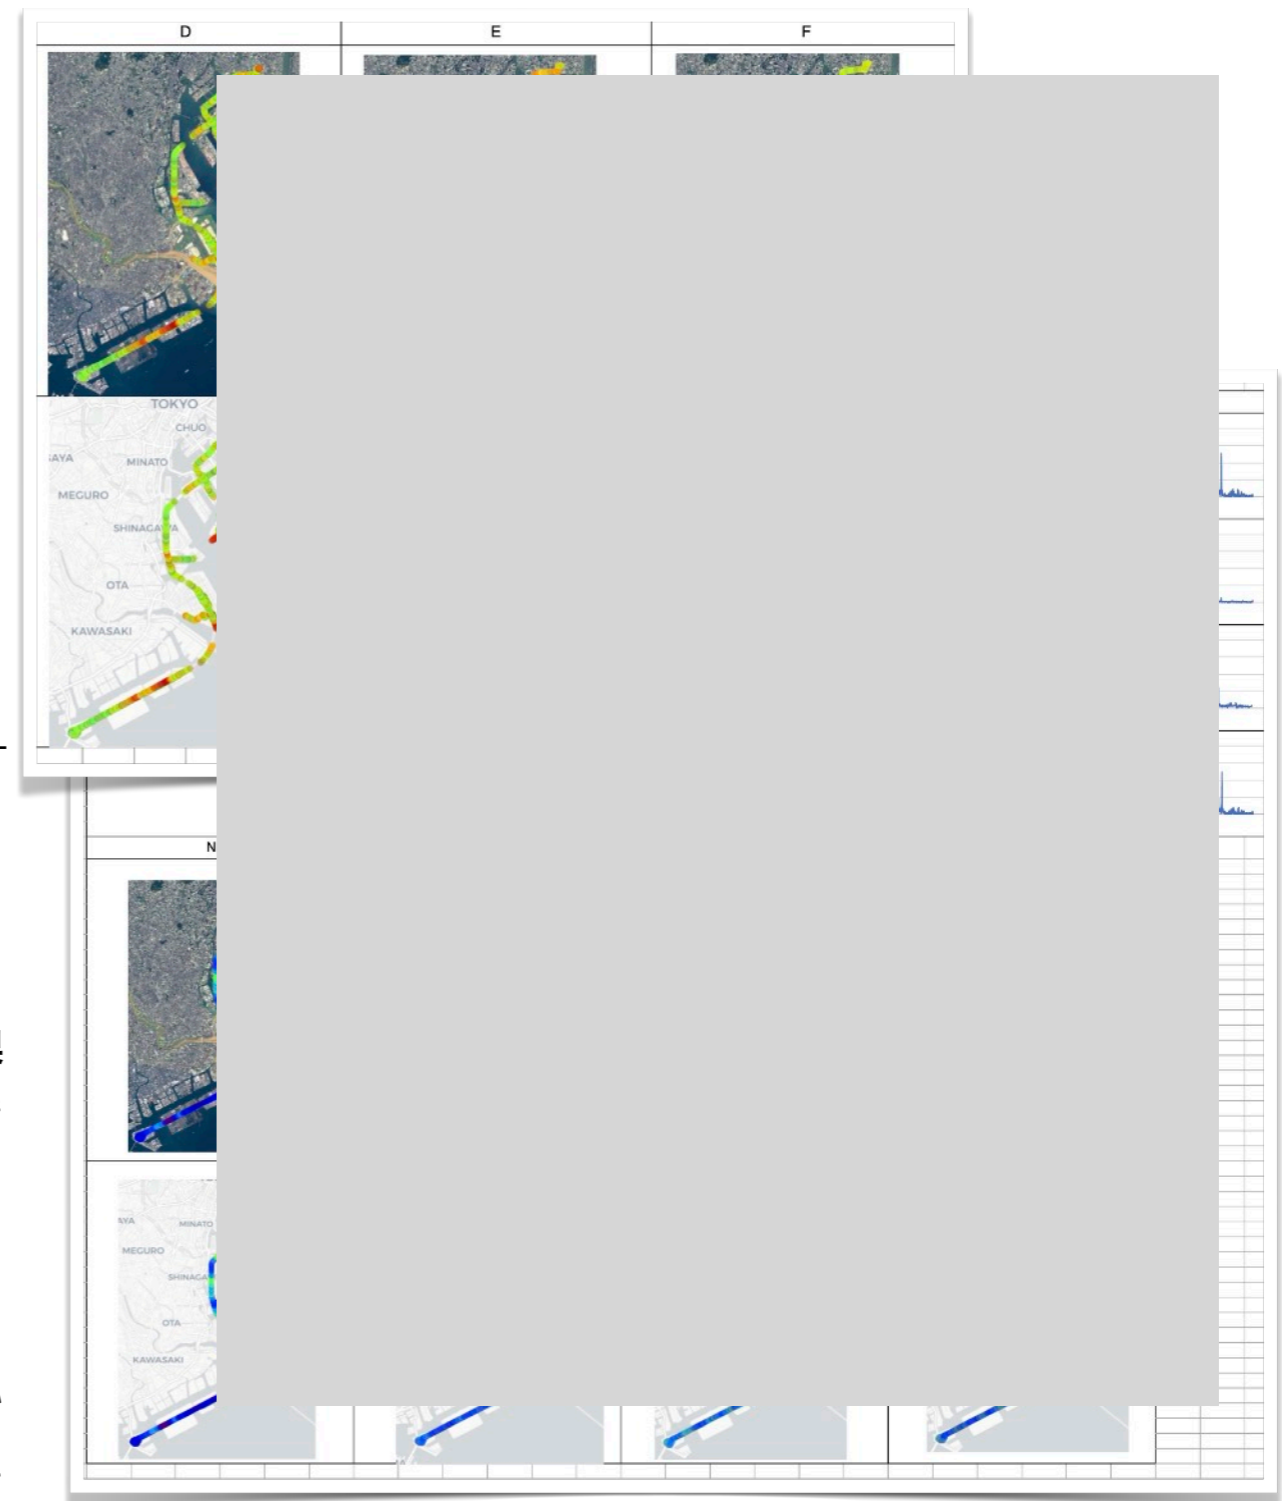 D
E
F
TOKYO
CHUO
MINATO
MEGURO
SHINAGAWA
OTA
KAWASAKI
N
MINATO
MEGURO
OTA
KAWASAKI